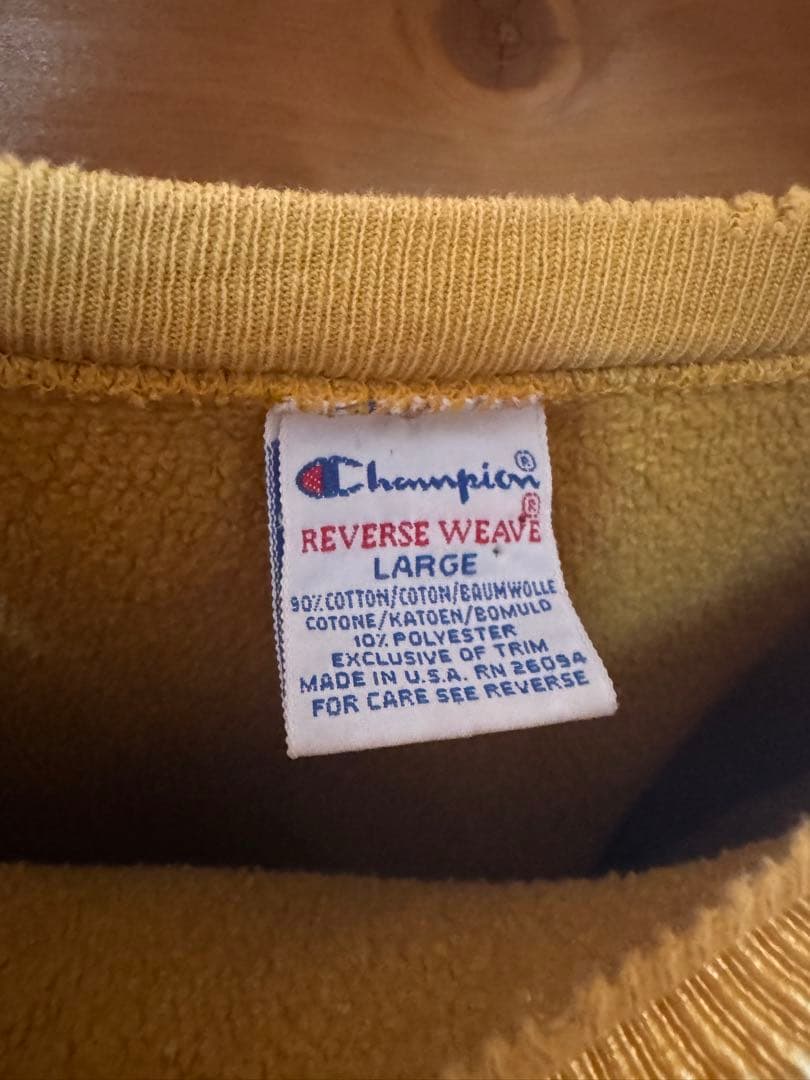 Champion®
REVERSE WEAVE®
LARGE
90% COTTON/COTON/BAUMWOLLE
COTONE/KATOEN/BOMULD
10% POLYESTER
EXCLUSIVE OF TRIM
MADE IN U.S.A. RN 26094
FOR CARE SEE REVERSE